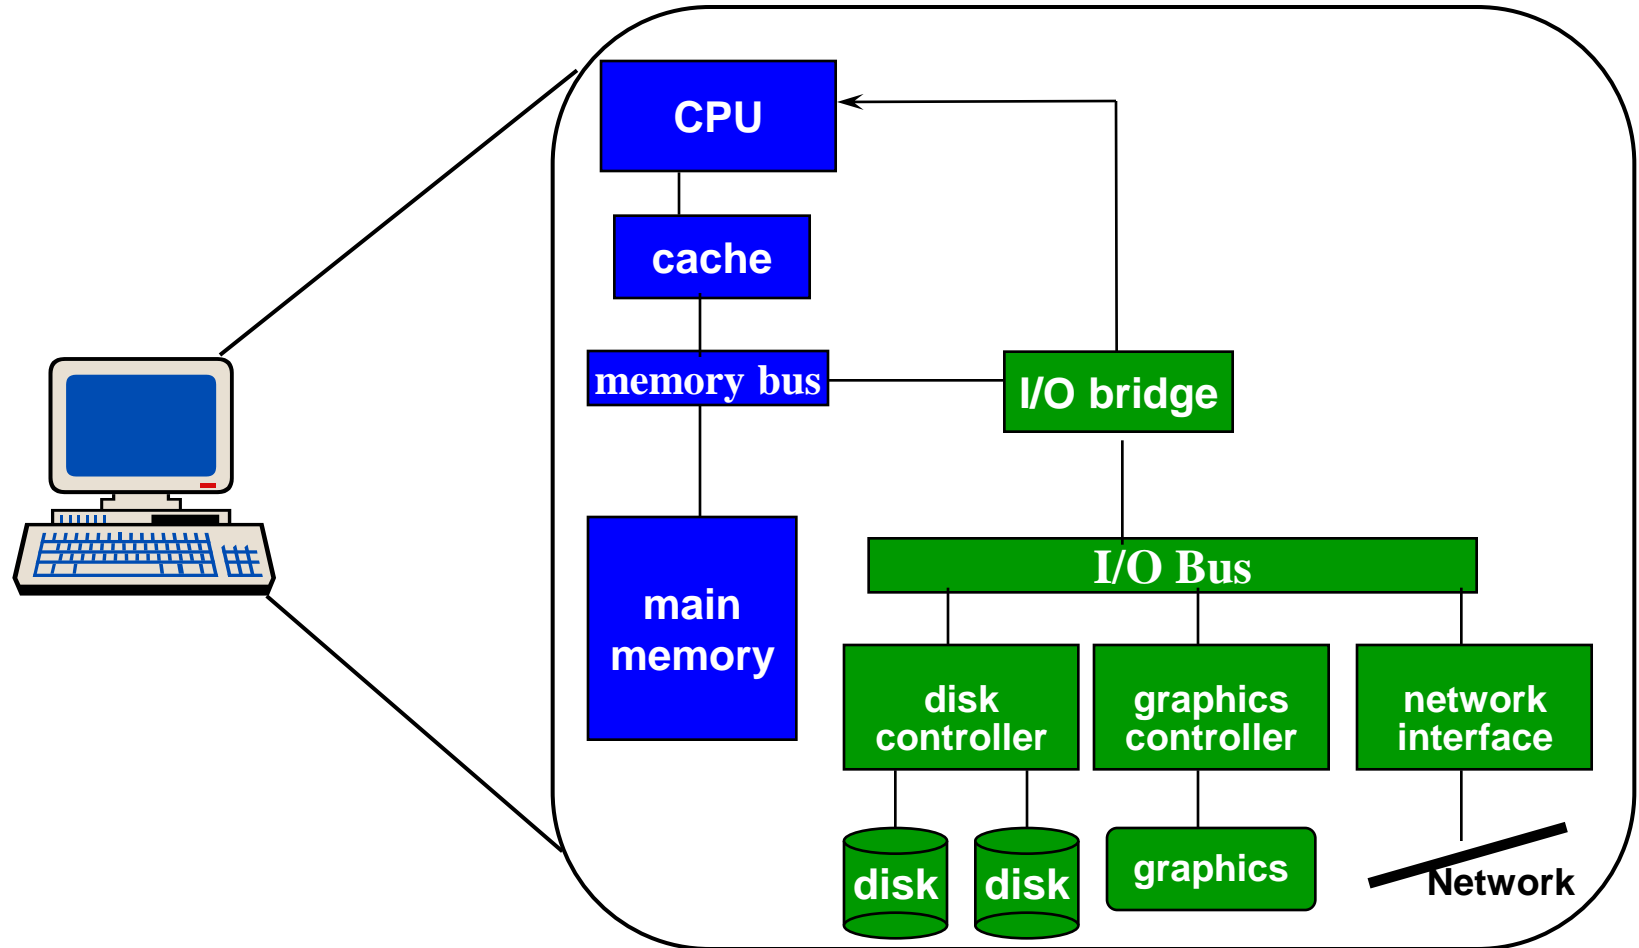 CPU
cache
memory bus
I/O bridge
main
memory
I/O Bus
disk
controller
graphics
controller
network
interface
disk
disk
graphics
Network